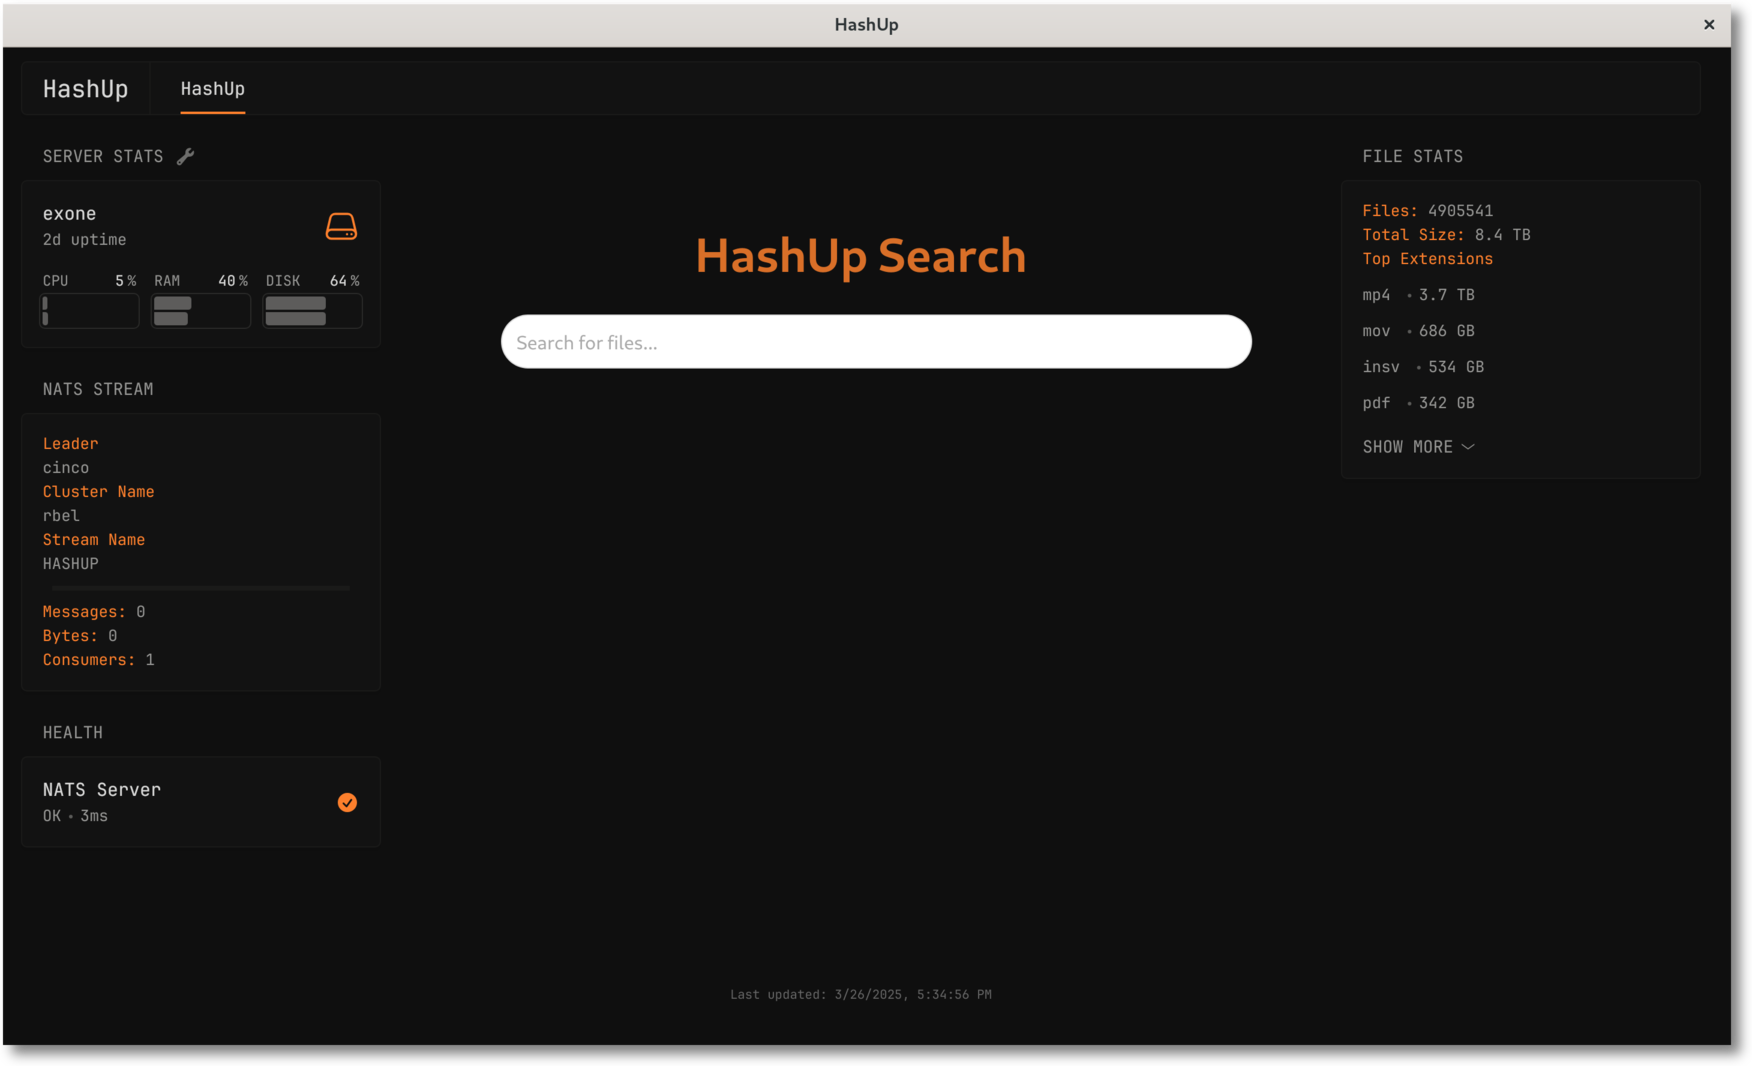 HashUp
HashUp
HashUp
SERVER STATS
exone
2d uptime
CPU 5% RAM 40% DISK 64%
NATS STREAM
Leader
cinco
Cluster Name
rbel
Stream Name
HASHUP
Messages: 0
Bytes: 0
Consumers: 1
HEALTH
NATS Server
OK • 3ms
HashUp Search
Search for files...
Last updated: 3/26/2025, 5:34:56 PM
FILE STATS
Files: 4905541
Total Size: 8.4 TB
Top Extensions
mp4 • 3.7 TB
mov • 686 GB
insv • 534 GB
pdf • 342 GB
SHOW MORE